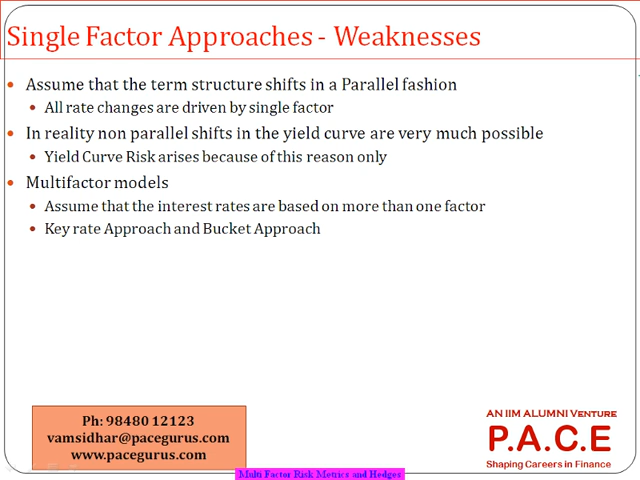 Single Factor Approaches - Weaknesses
Assume that the term structure shifts in a Parallel fashion
All rate changes are driven by single factor
In reality non parallel shifts in the yield curve are very much possible
Yield Curve Risk arises because of this reason only
Multifactor models
Assume that the interest rates are based on more than one factor
Key rate Approach and Bucket Approach
Ph: 98480 12123
vamsidhar@pacegurus.com
www.pacegurus.com
AN IIM ALUMNI VENTURE
P.A.C.E
Shaping Careers in Finance
Multi Factor Risk Metrics and Hedges